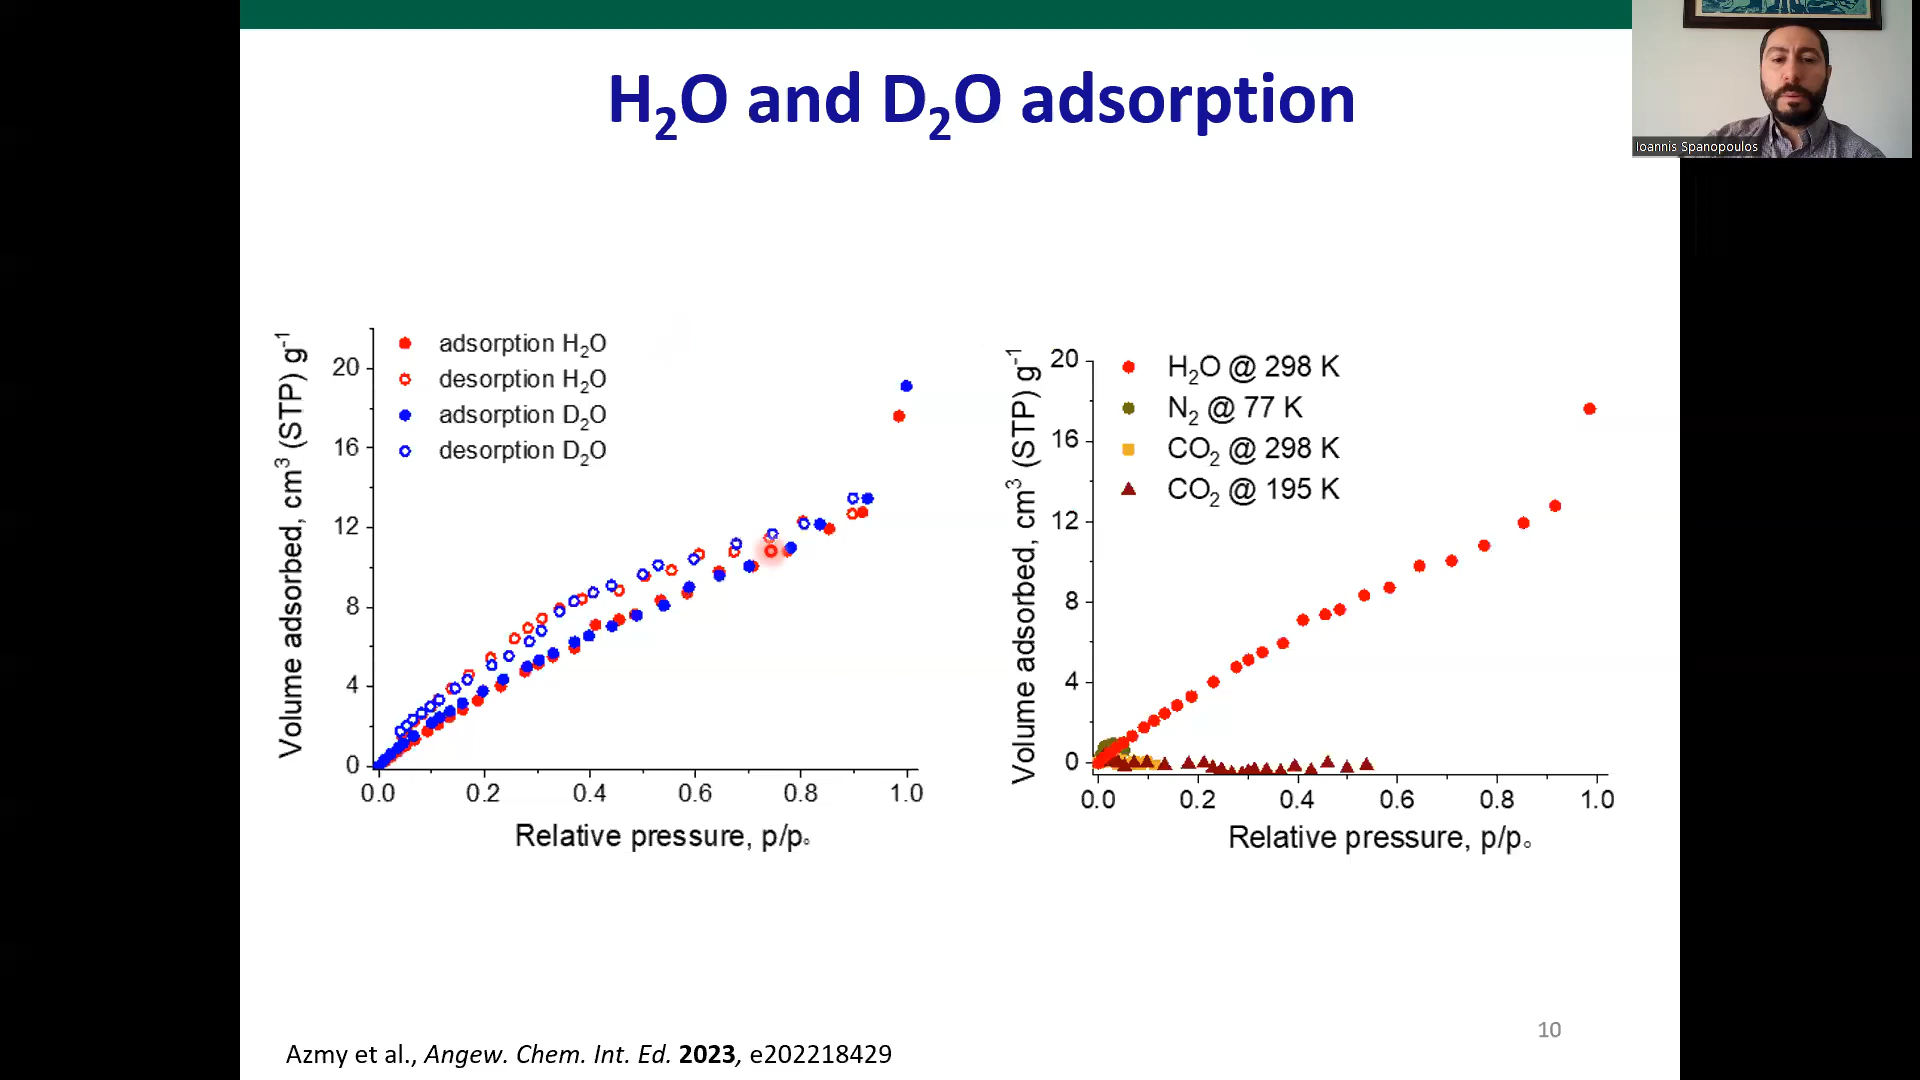 H2O and D2O adsorption
Ioannis Spanopoulos
adsorption H2O
desorption H2O
adsorption D2O
desorption D2O
Volume adsorbed, cm3 (STP) g-1
20
16
12
8
4
0
0.0 0.2 0.4 0.6 0.8 1.0
Relative pressure, p/p°
H2O @ 298 K
N2 @ 77 K
CO2 @ 298 K
CO2 @ 195 K
Volume adsorbed, cm3 (STP) g-1
20
16
12
8
4
0
0.0 0.2 0.4 0.6 0.8 1.0
Relative pressure, p/p°
10
Azmy et al., Angew. Chem. Int. Ed. 2023, e202218429